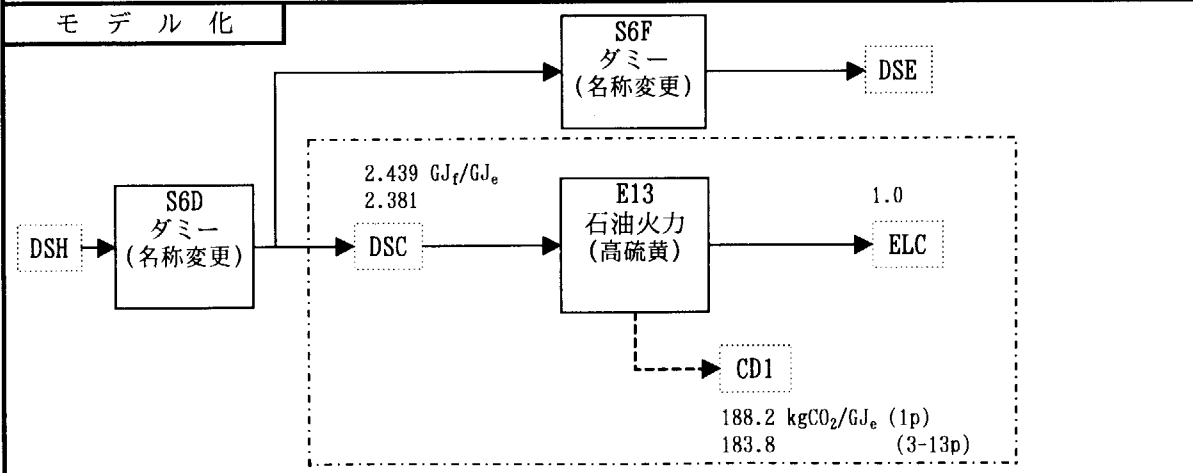 モデル化
S6F
ダミー
(名称変更)
DSE
DSH
S6D
ダミー
(名称変更)
2.439 GJf/GJe
2.381
DSC
E13
石油火力
(高硫黄)
1.0
ELC
CD1
188.2 kgCO₂/GJe (1p)
183.8 (3-13p)